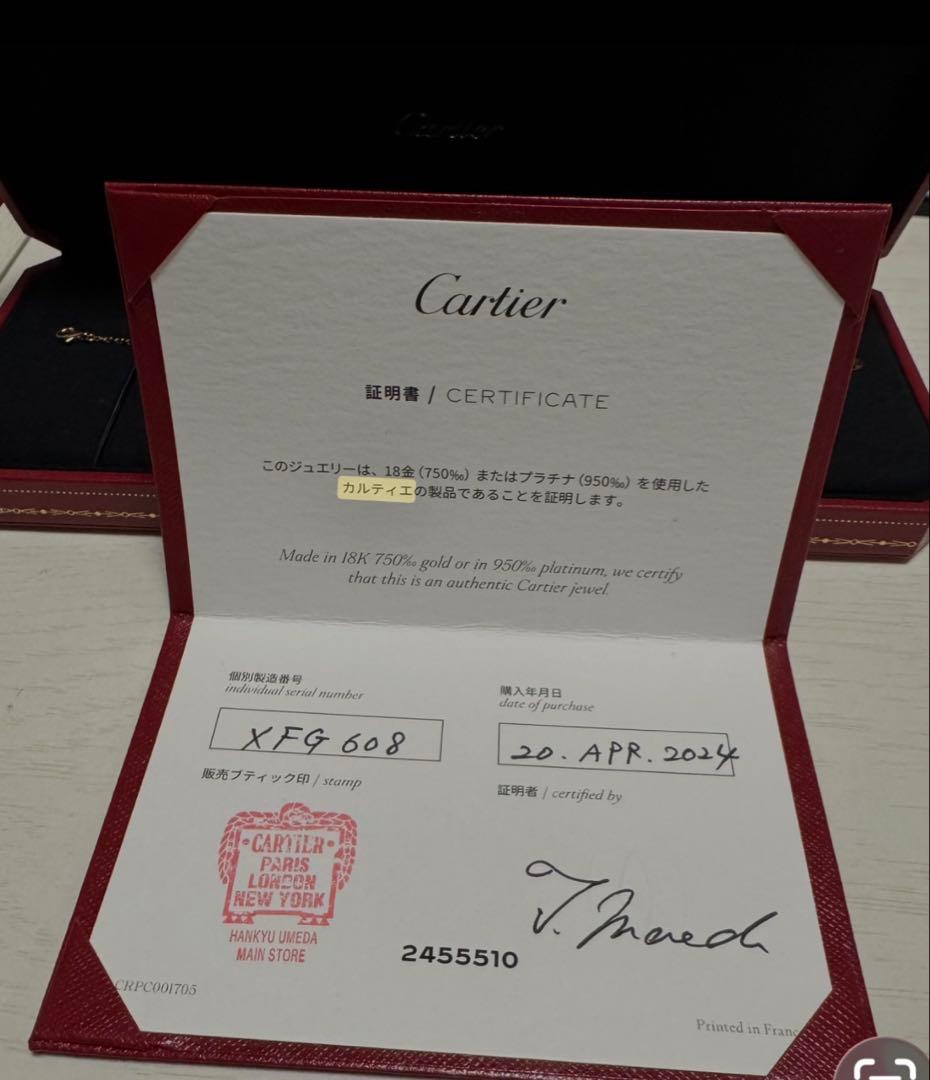 Cartier
Cartier
証明書 / CERTIFICATE
このジュエリーは、18金(750‰)またはプラチナ(950‰)を使用した
カルティエの製品であることを証明します。
Made in 18K 750‰ gold or in 950‰ platinum, we certify
that this is an authentic Cartier jewel.
個別製造番号
individual serial number
XFG 608
購入年月日
date of purchase
20. APR. 2024
販売ブティック印 / stamp
証明者 / certified by
CARTIER
PARIS
LONDON
NEW YORK
HANKYU UMEDA
MAIN STORE
2455510
CRPC001705
Printed in Franc